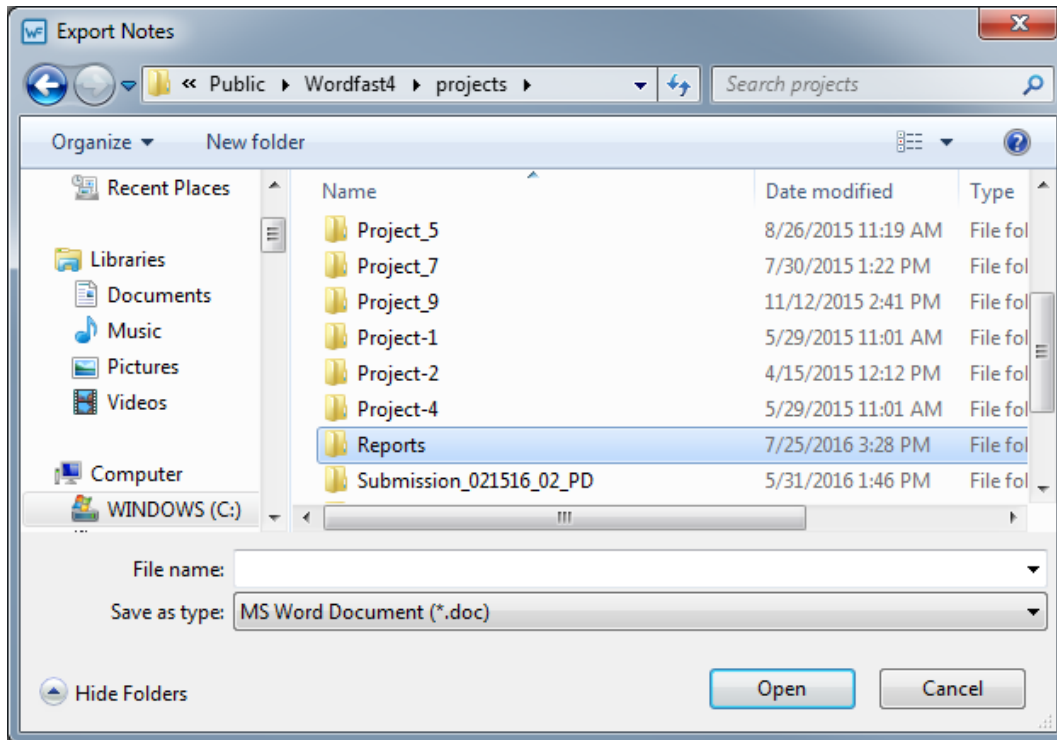 WF Export Notes
« Public ▸ Wordfast4 ▸ projects ▸ Search projects
Organize New folder
Recent Places
Libraries
Documents
Music
Pictures
Videos
Computer
WINDOWS (C:)
Name Date modified Type
Project_5 8/26/2015 11:19 AM File fol
Project_7 7/30/2015 1:22 PM File fol
Project_9 11/12/2015 2:41 PM File fol
Project-1 5/29/2015 11:01 AM File fol
Project-2 4/15/2015 12:12 PM File fol
Project-4 5/29/2015 11:01 AM File fol
Reports 7/25/2016 3:28 PM File fol
Submission_021516_02_PD 5/31/2016 1:46 PM File fol
File name:
Save as type: MS Word Document (*.doc)
Hide Folders Open Cancel